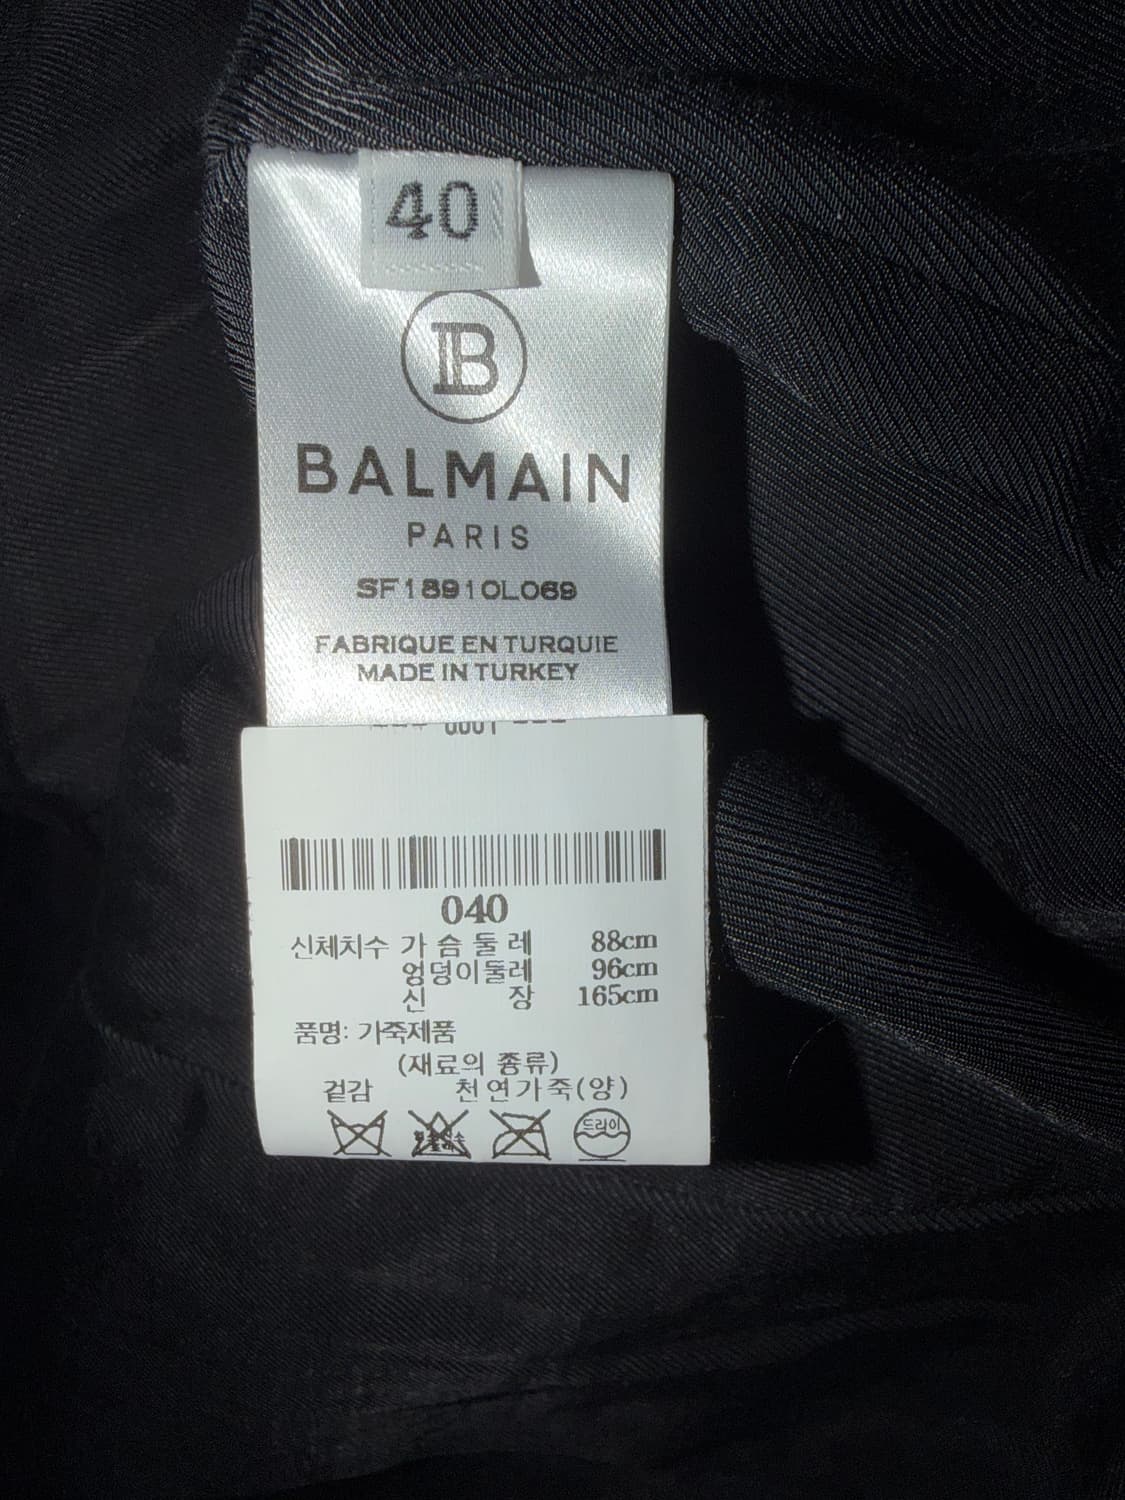 40
B
BALMAIN
PARIS
SF18910L069
FABRIQUE EN TURQUIE
MADE IN TURKEY
040
신체치수 가슴둘레 88cm
엉덩이둘레 96cm
신장 165cm
품명: 가죽제품
(재료의 종류)
겉감 천연가죽(양)
드라이